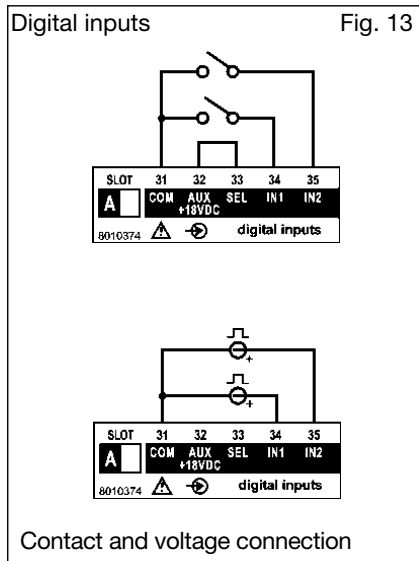 Digital inputs Fig. 13
SLOT 31 32 33 34 35
A COM AUX SEL IN1 IN2
+18VDC
8010374 digital inputs
+
+
SLOT 31 32 33 34 35
A COM AUX SEL IN1 IN2
+18VDC
8010374 digital inputs
Contact and voltage connection